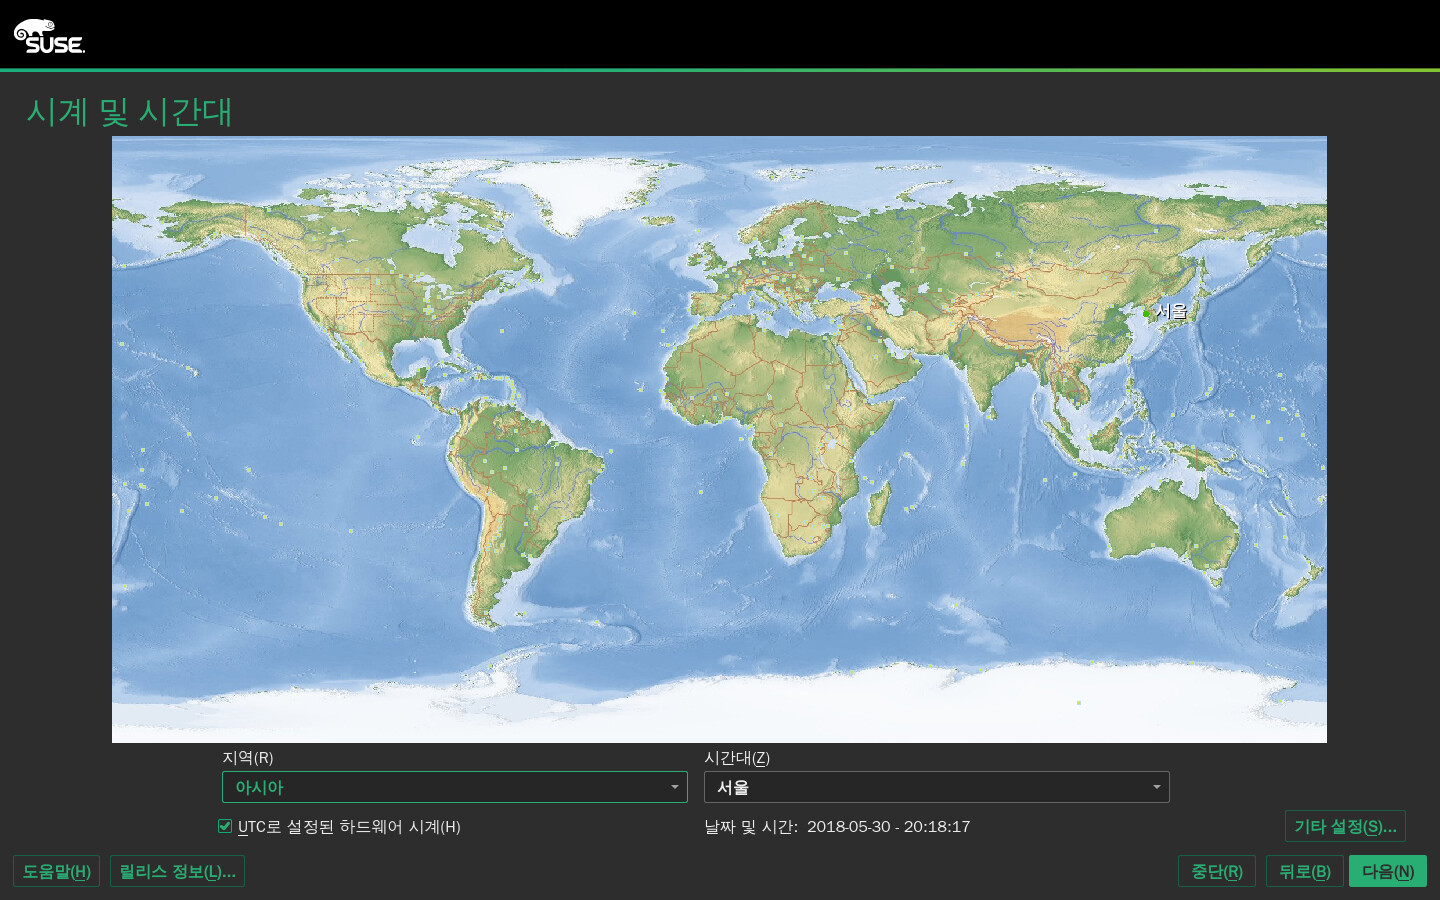 SUSE
시계 및 시간대
서울
지역(R)
시간대(Z)
아시아
서울
UTC로 설정된 하드웨어 시계(H)
날짜 및 시간: 2018-05-30 - 20:18:17
기타 설정(S)...
도움말(H)
릴리스 정보(L)...
중단(R)
뒤로(B)
다음(N)